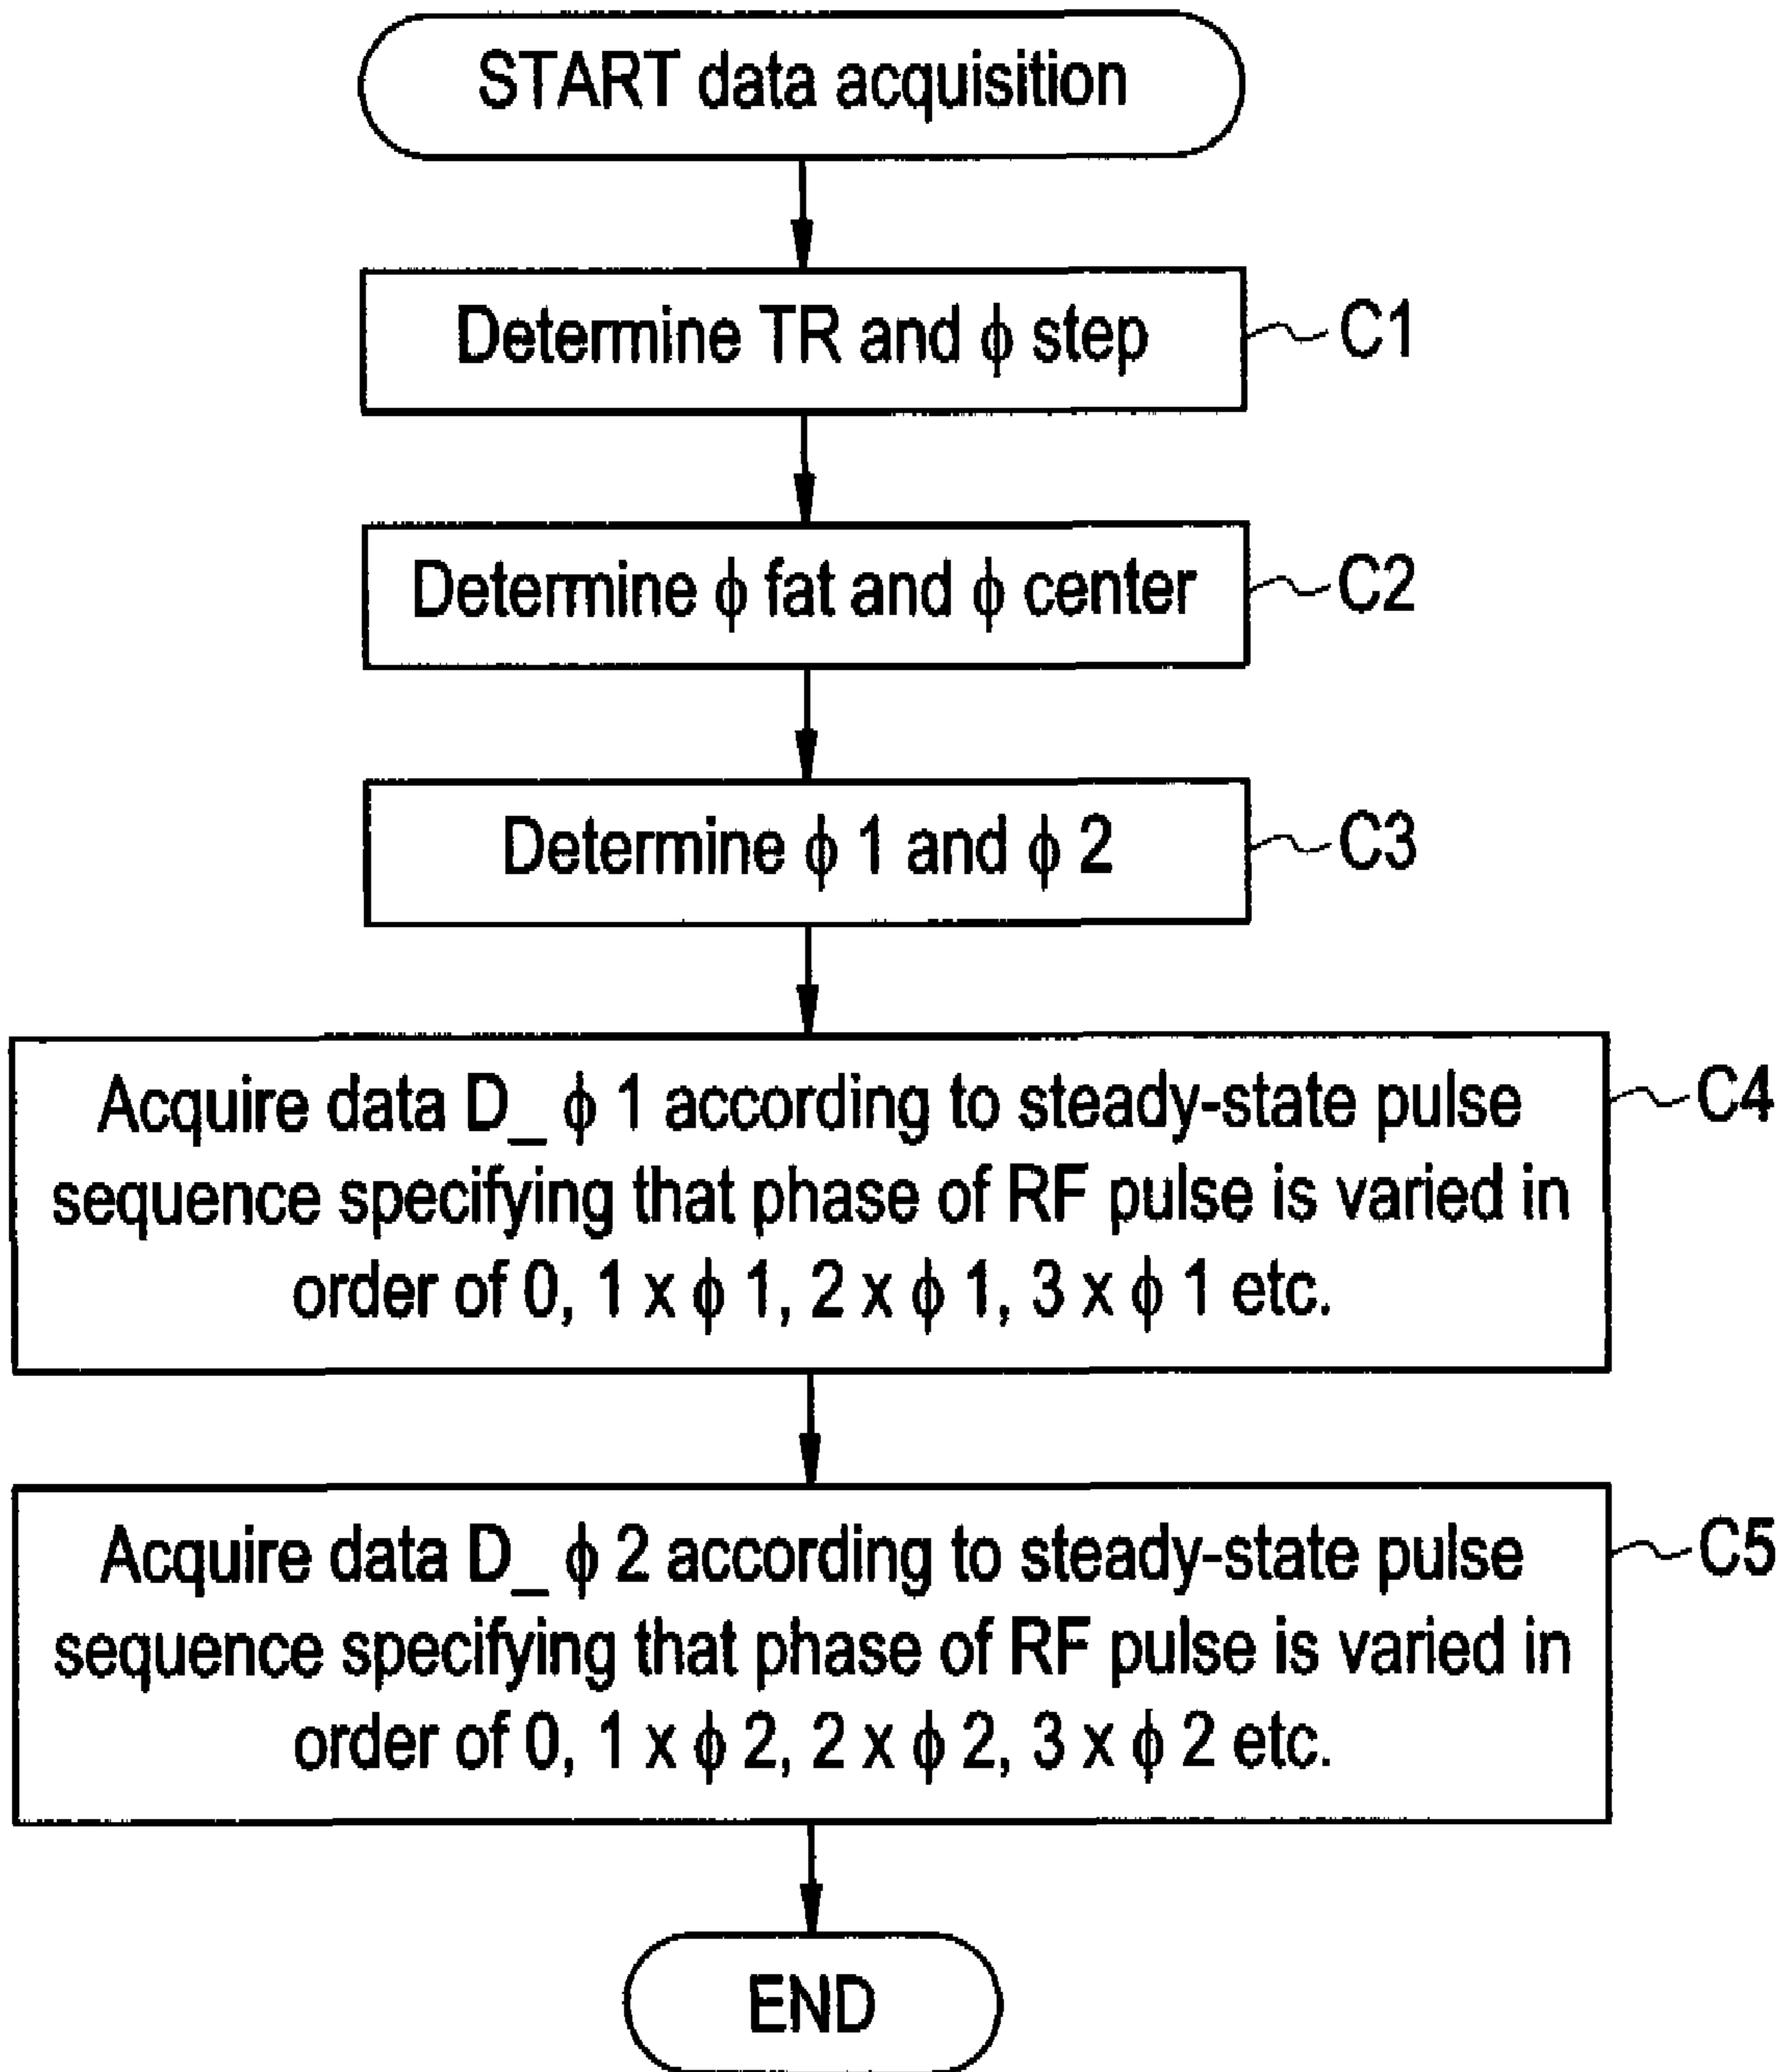 START data acquisition
Determine TR and ϕ step
C1
Determine ϕ fat and ϕ center
C2
Determine ϕ 1 and ϕ 2
C3
Acquire data D_ ϕ 1 according to steady-state pulse
sequence specifying that phase of RF pulse is varied in
order of 0, 1 x ϕ 1, 2 x ϕ 1, 3 x ϕ 1 etc.
C4
Acquire data D_ ϕ 2 according to steady-state pulse
sequence specifying that phase of RF pulse is varied in
order of 0, 1 x ϕ 2, 2 x ϕ 2, 3 x ϕ 2 etc.
C5
END